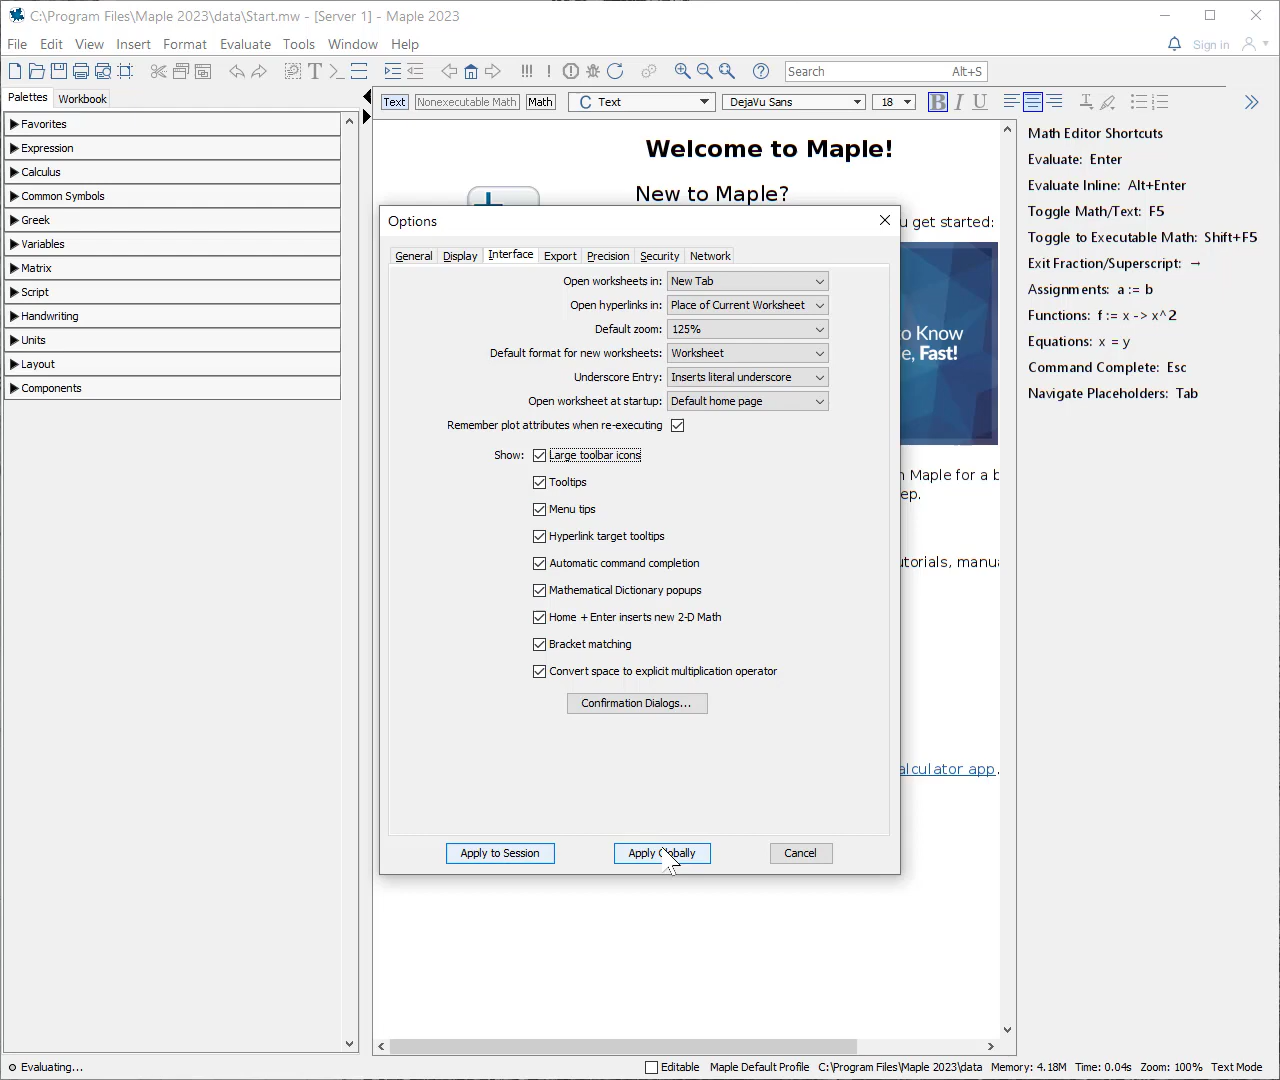 C:\Program Files\Maple 2023\data\Start.mw - [Server 1] - Maple 2023
File Edit View Insert Format Evaluate Tools Window Help
Sign in
Search Alt+S
Palettes Workbook
Text Nonexecutable Math Math C Text DejaVu Sans 18 B I U
Favorites
Expression
Calculus
Common Symbols
Greek
Variables
Matrix
Script
Handwriting
Units
Layout
Components
Welcome to Maple!
New to Maple?
u get started:
o Know
e, Fast!
n Maple for a b
ep.
utorials, manua
alculator app.
Options
General Display Interface Export Precision Security Network
Open worksheets in: New Tab
Open hyperlinks in: Place of Current Worksheet
Default zoom: 125%
Default format for new worksheets: Worksheet
Underscore Entry: Inserts literal underscore
Open worksheet at startup: Default home page
Remember plot attributes when re-executing
Show: Large toolbar icons
Tooltips
Menu tips
Hyperlink target tooltips
Automatic command completion
Mathematical Dictionary popups
Home + Enter inserts new 2-D Math
Bracket matching
Convert space to explicit multiplication operator
Confirmation Dialogs...
Apply to Session Apply Globally Cancel
Math Editor Shortcuts
Evaluate: Enter
Evaluate Inline: Alt+Enter
Toggle Math/Text: F5
Toggle to Executable Math: Shift+F5
Exit Fraction/Superscript: →
Assignments: a := b
Functions: f := x -> x^2
Equations: x = y
Command Complete: Esc
Navigate Placeholders: Tab
Evaluating...
Editable Maple Default Profile C:\Program Files\Maple 2023\data Memory: 4.18M Time: 0.04s Zoom: 100% Text Mode